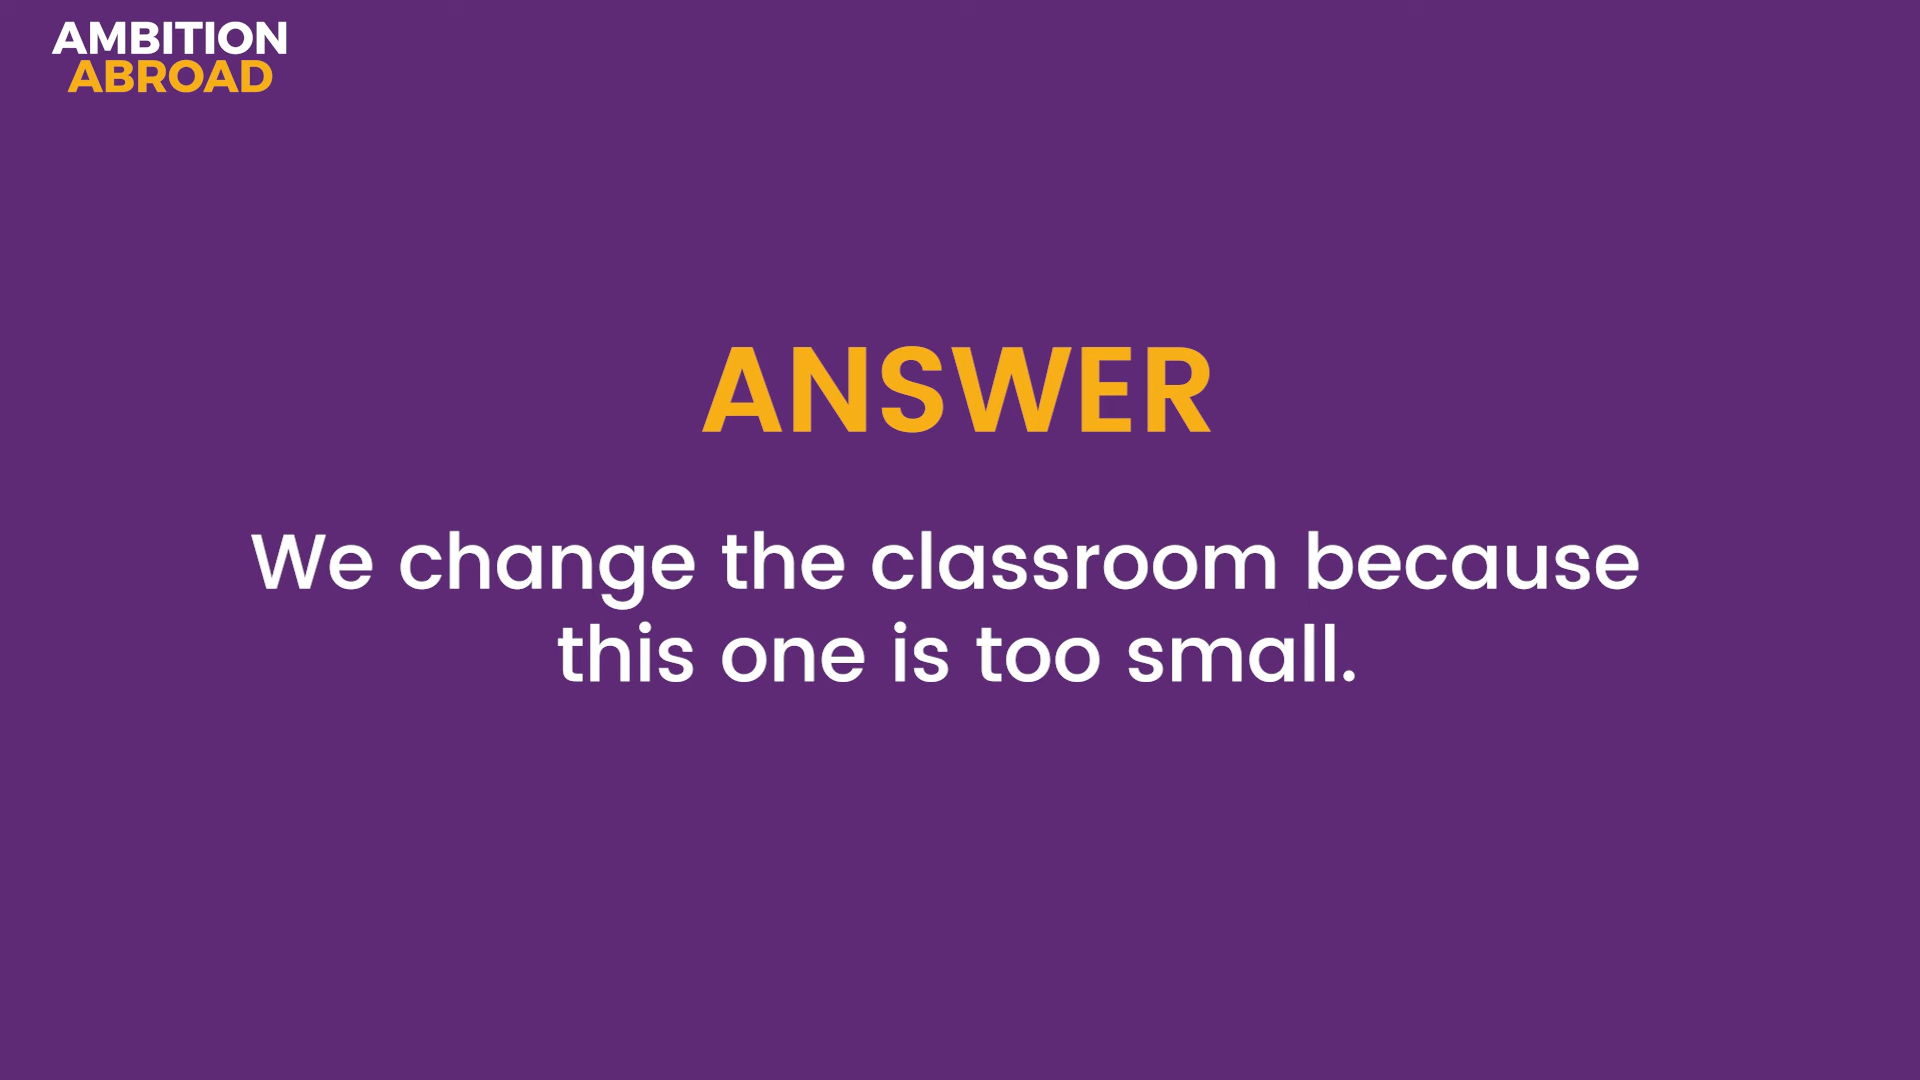 AMBITION
ABROAD
ANSWER
We change the classroom because
this one is too small.